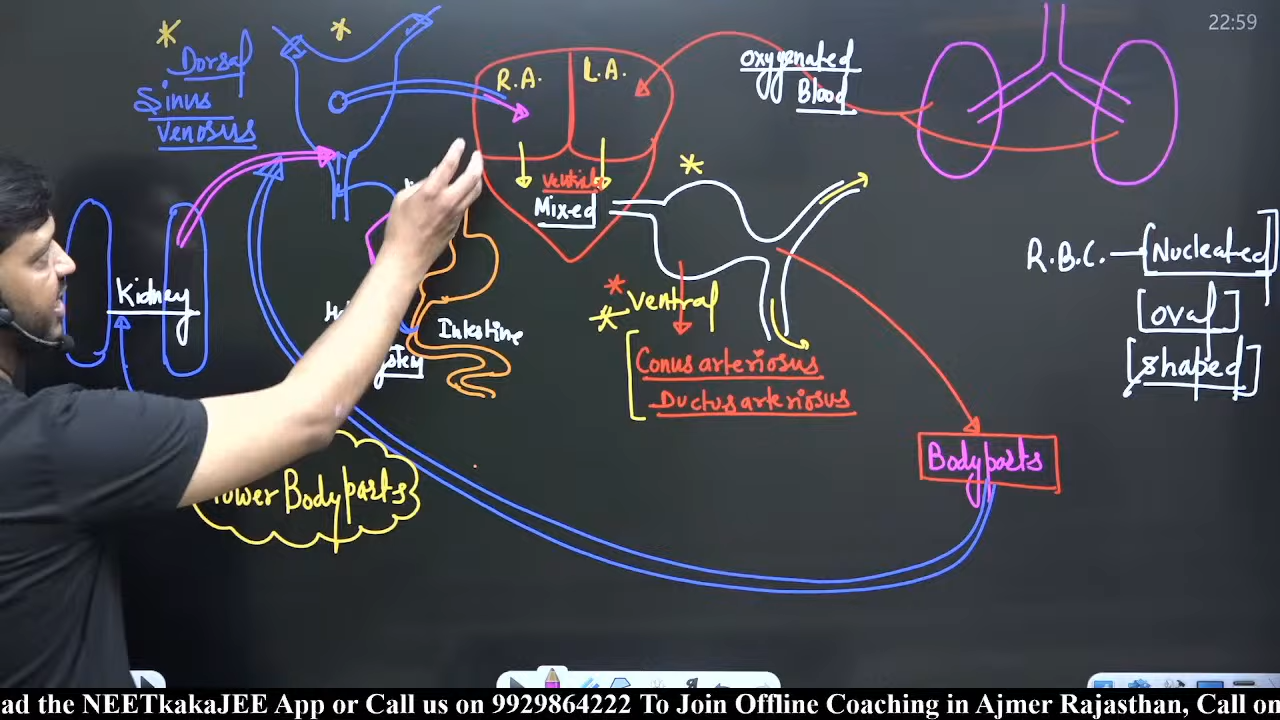 22:59
Dorsal
Sinus
venosus
R.A.
L.A.
Oxygenated
Blood
Mixed
R.B.C. — [Nucleated]
[oval]
[shaped]
Kidney
Intestine
ventral
[Conus arteriosus
Ductus arteriosus
Body parts
Lower Body parts
ad the NEETkakaJEE App or Call us on 9929864222 To Join Offline Coaching in Ajmer Rajasthan, Call on